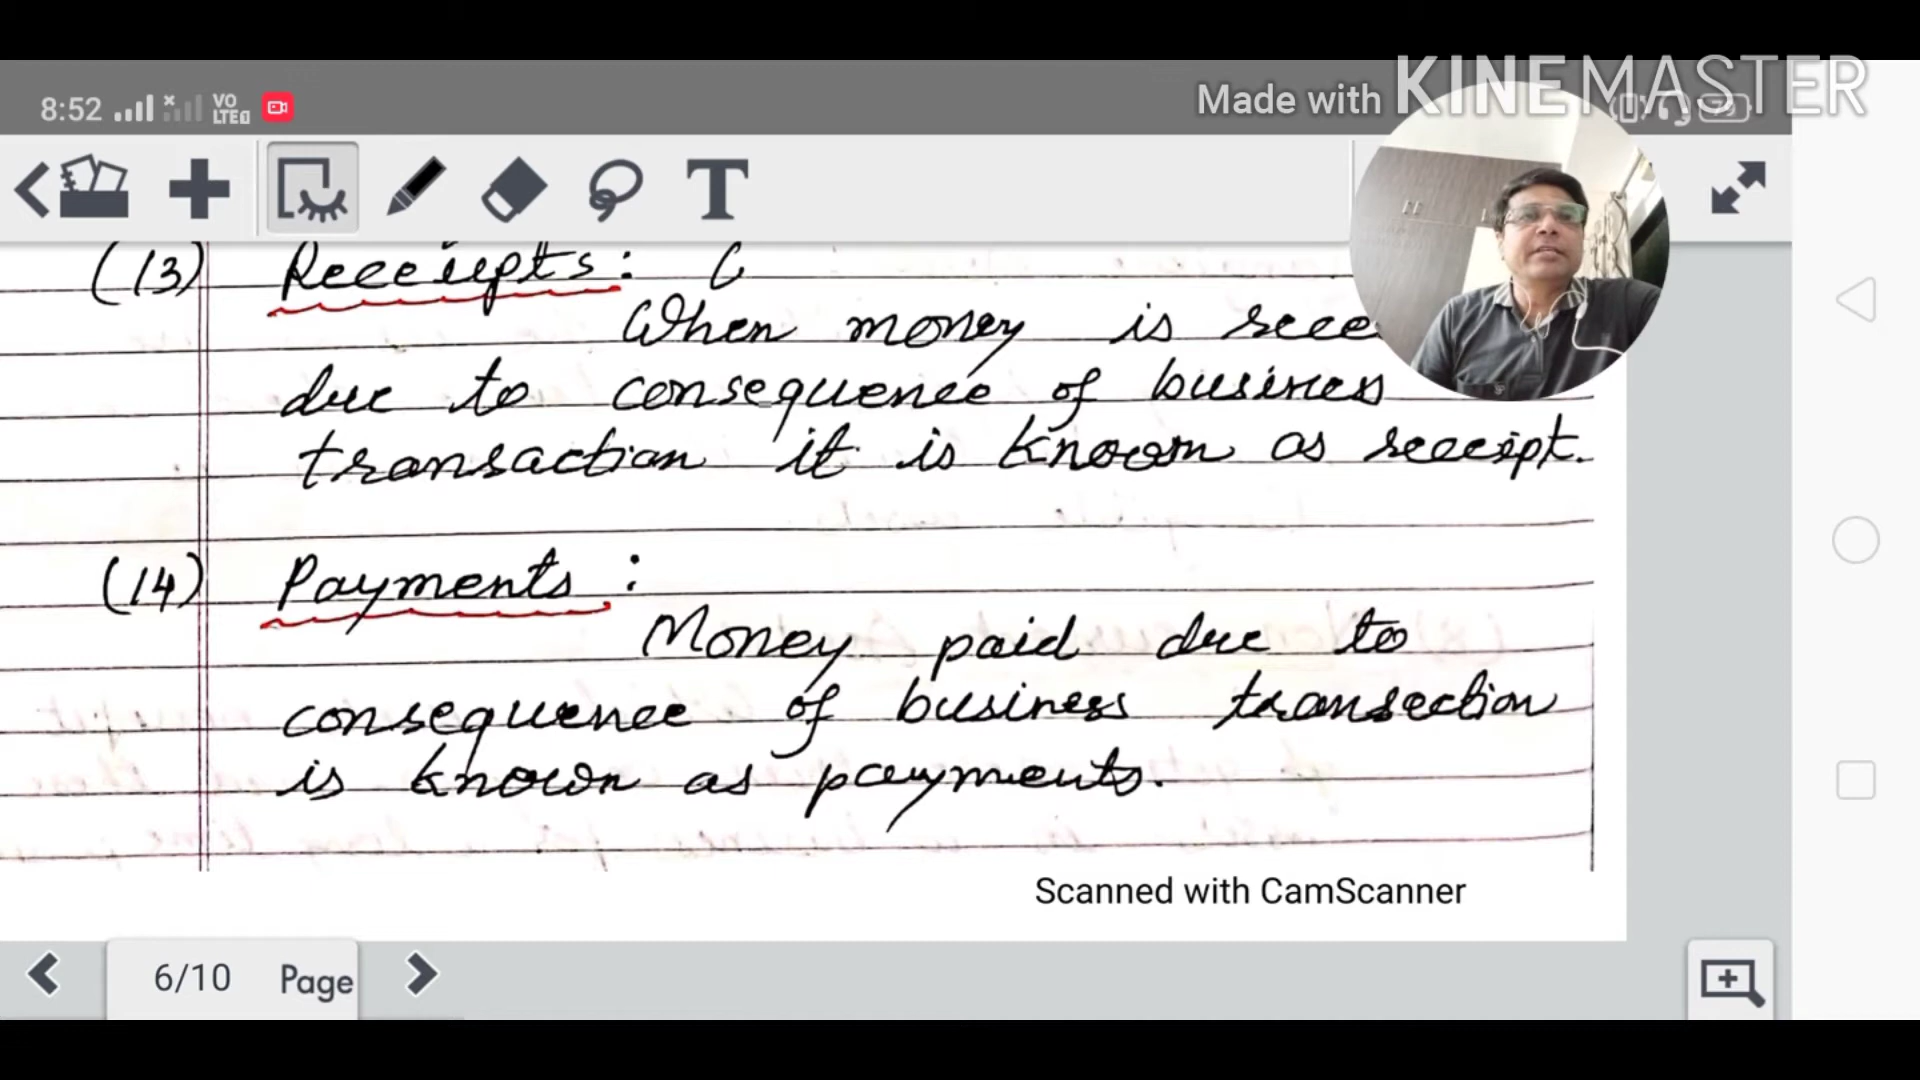 Made with KINEMASTER
8:52 VO LTE
T
(13) Receipts : (
When money is rece
due to consequence of business
transaction it is known as receipt.
(14) Payments :
Money paid due to
consequence of business transection
is known as payments.
Scanned with CamScanner
6/10 Page